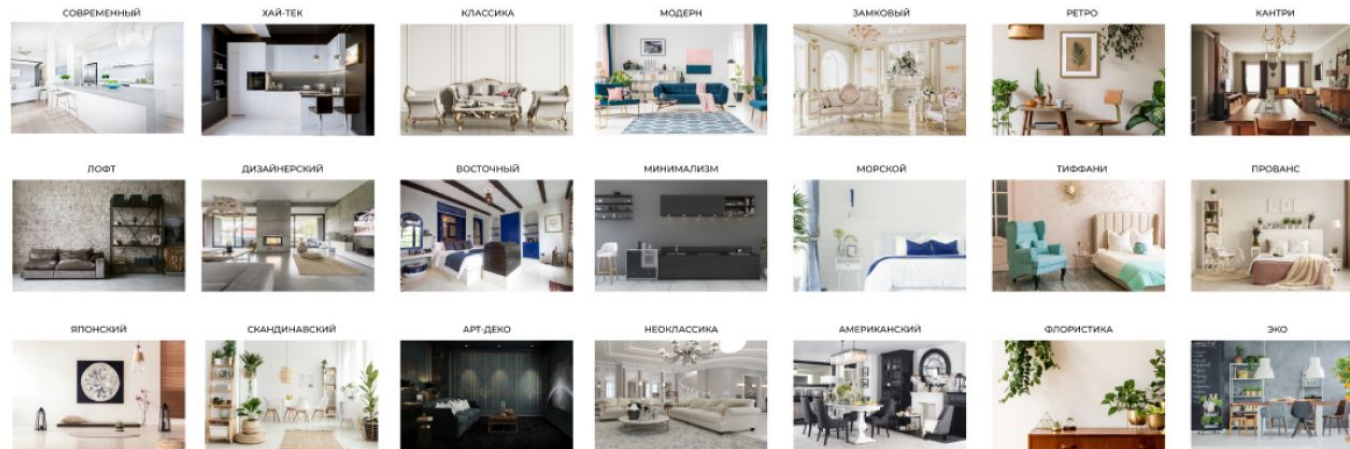 СОВРЕМЕННЫЙ
ХАЙ-ТЕК
КЛАССИКА
МОДЕРН
ЗАМКОВЫЙ
РЕТРО
КАНТРИ
ЛОФТ
ДИЗАЙНЕРСКИЙ
ВОСТОЧНЫЙ
МИНИМАЛИЗМ
МОРСКОЙ
ТИФФАНИ
ПРОВАНС
ЯПОНСКИЙ
СКАНДИНАВСКИЙ
АРТ-ДЕКО
НЕОКЛАССИКА
АМЕРИКАНСКИЙ
ФЛОРИСТИКА
ЭКО